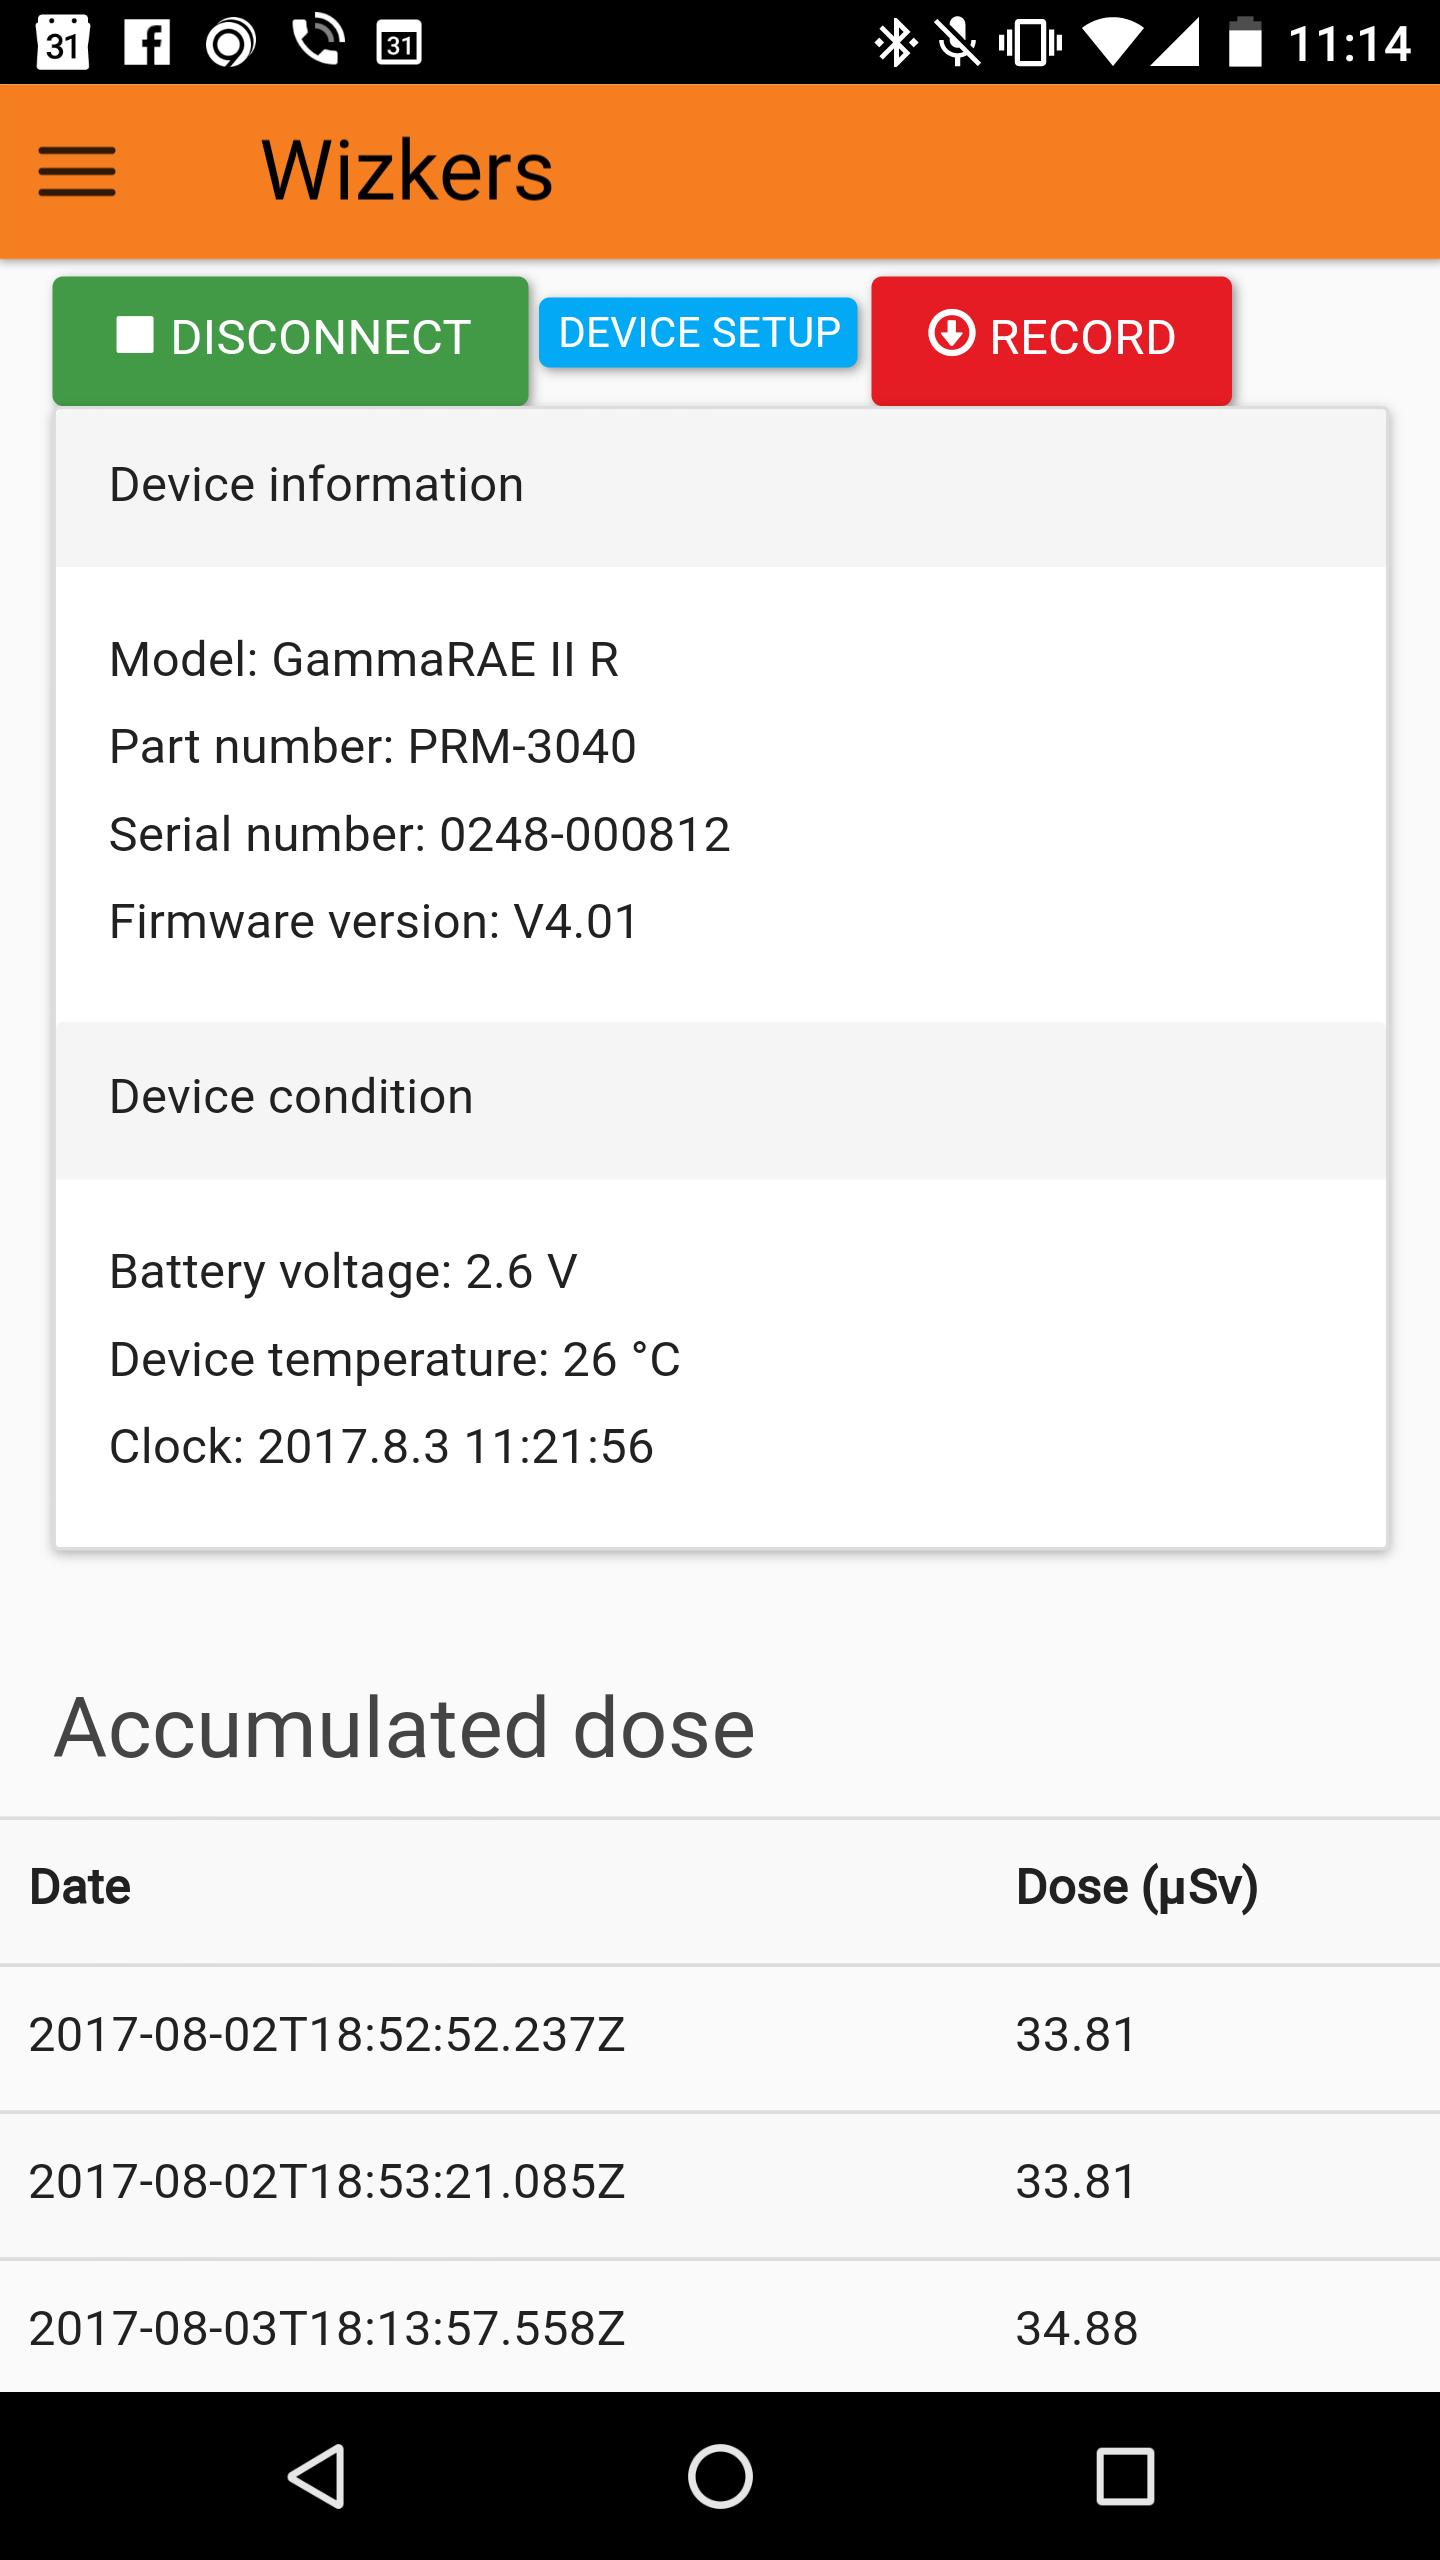 31 31 11:14
Wizkers
DISCONNECT DEVICE SETUP RECORD
Device information
Model: GammaRAE II R
Part number: PRM-3040
Serial number: 0248-000812
Firmware version: V4.01
Device condition
Battery voltage: 2.6 V
Device temperature: 26 °C
Clock: 2017.8.3 11:21:56
Accumulated dose
Date Dose (μSv)
2017-08-02T18:52:52.237Z 33.81
2017-08-02T18:53:21.085Z 33.81
2017-08-03T18:13:57.558Z 34.88